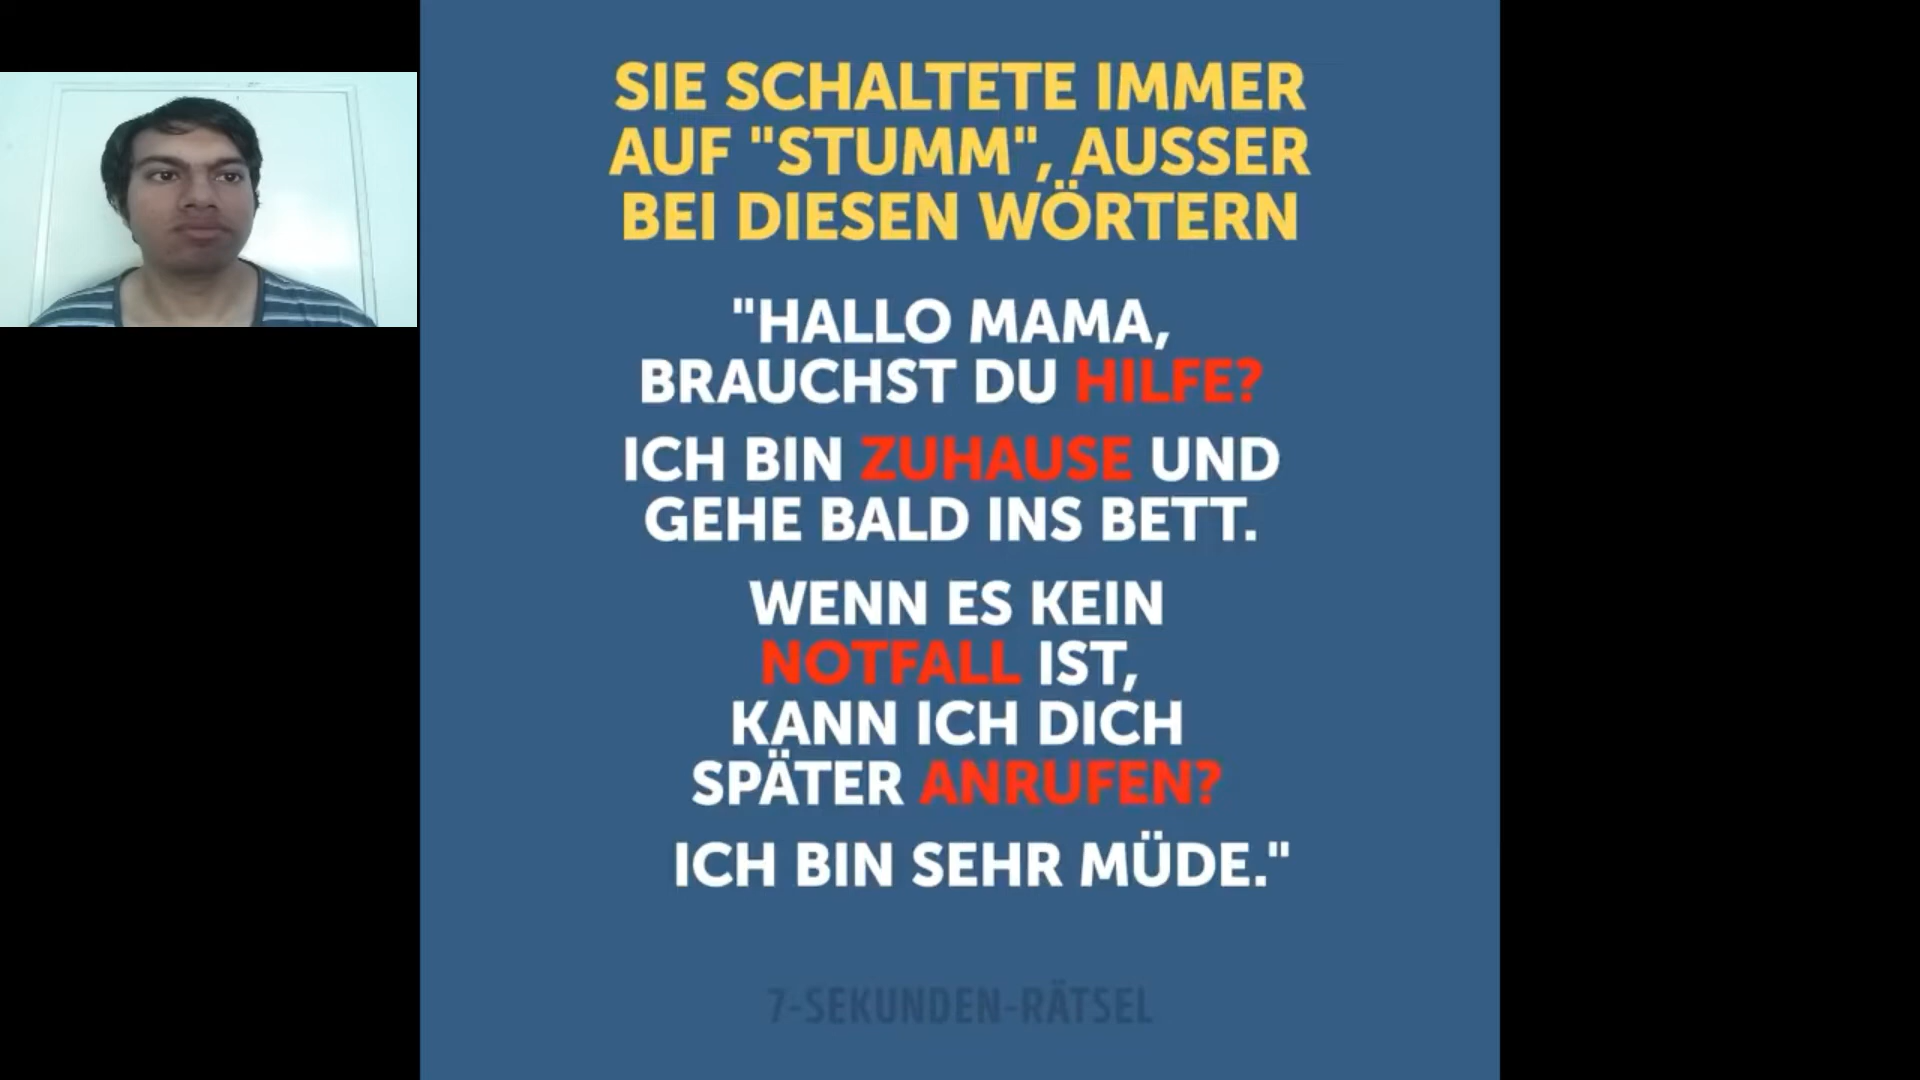 SIE SCHALTETE IMMER
AUF "STUMM", AUSSER
BEI DIESEN WÖRTERN
"HALLO MAMA,
BRAUCHST DU HILFE?
ICH BIN ZUHAUSE UND
GEHE BALD INS BETT.
WENN ES KEIN
NOTFALL IST,
KANN ICH DICH
SPÄTER ANRUFEN?
ICH BIN SEHR MÜDE."
7-SEKUNDEN-RÄTSEL